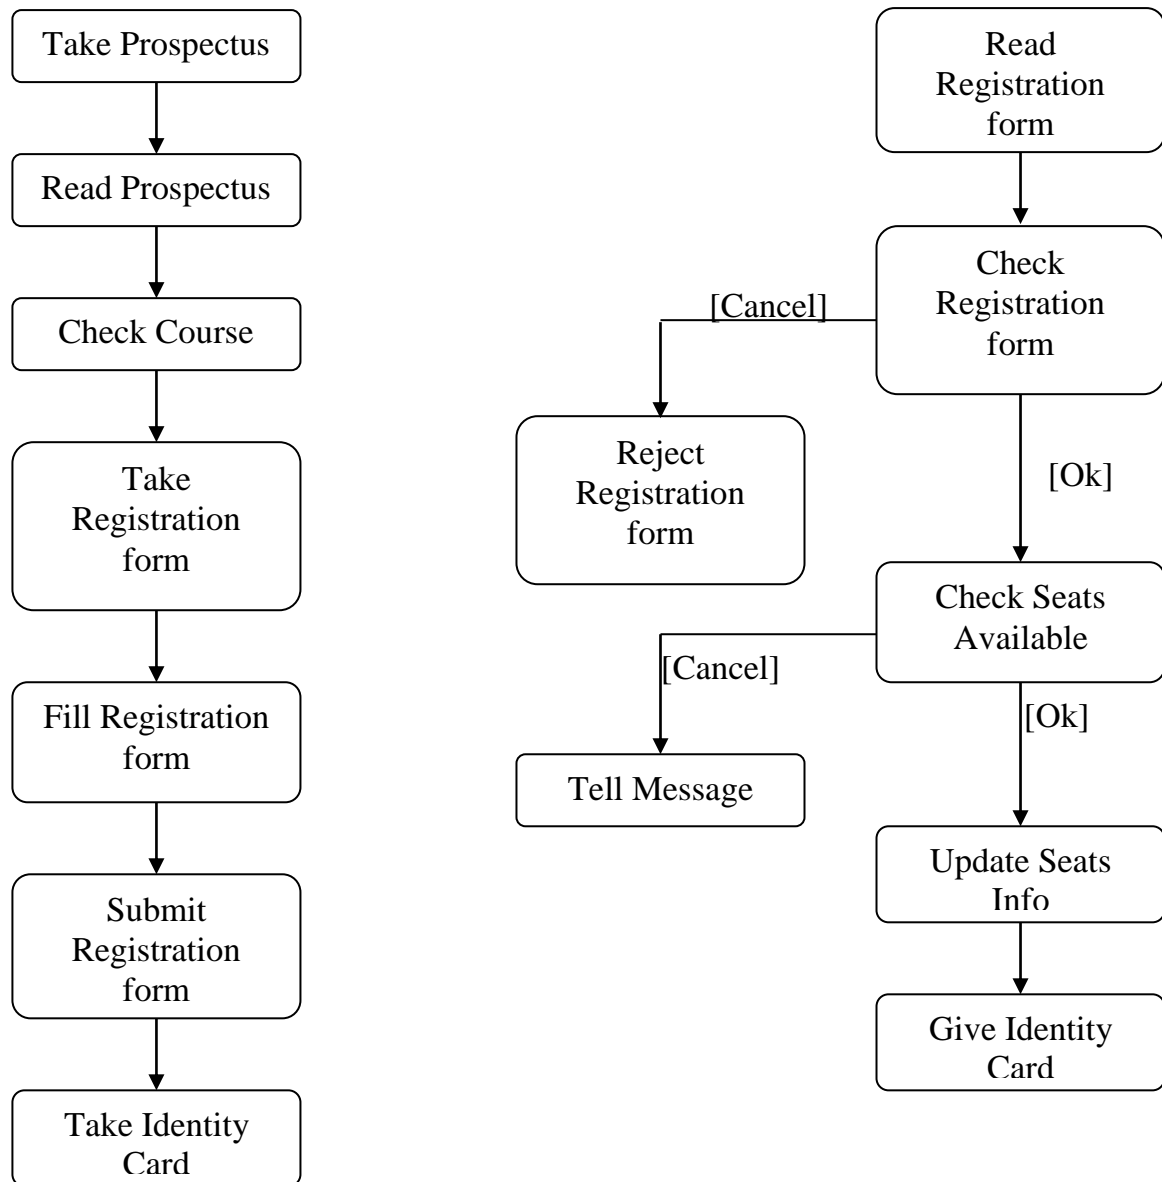 Take Prospectus
Read Prospectus
Check Course
Take
Registration
form
Fill Registration
form
Submit
Registration
form
Take Identity
Card
Read
Registration
form
Check
Registration
form
[Cancel]
Reject
Registration
form
[Ok]
Check Seats
Available
[Cancel]
Tell Message
[Ok]
Update Seats
Info
Give Identity
Card